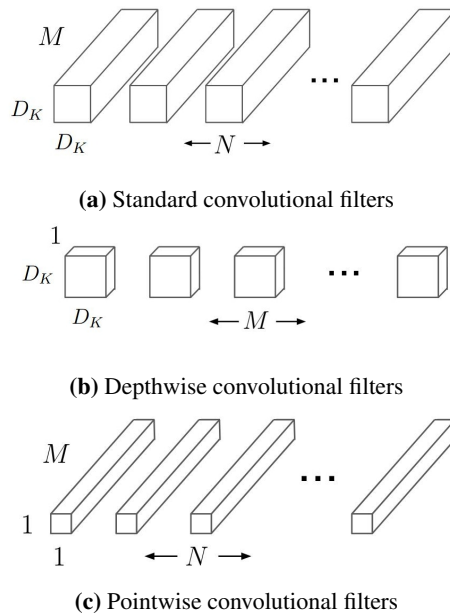 M
D_K
D_K
N
...
(a) Standard convolutional filters
1
D_K
D_K
M
...
(b) Depthwise convolutional filters
M
...
1
1
N
(c) Pointwise convolutional filters